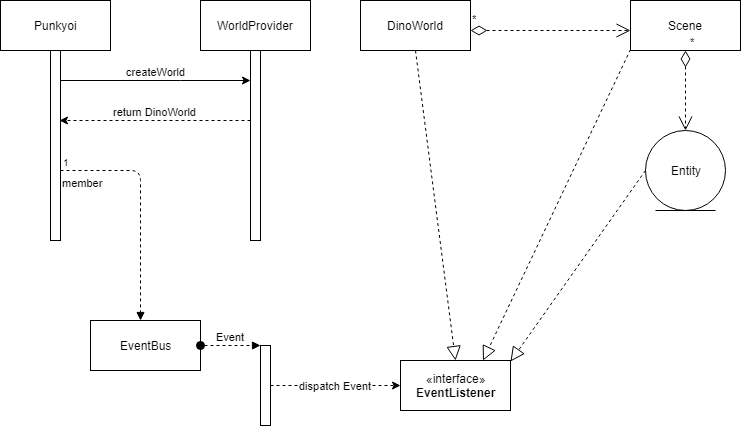 Punkyoi
WorldProvider
DinoWorld
*
Scene
*
createWorld
return DinoWorld
1
member
Entity
EventBus
Event
dispatch Event
«interface»
EventListener